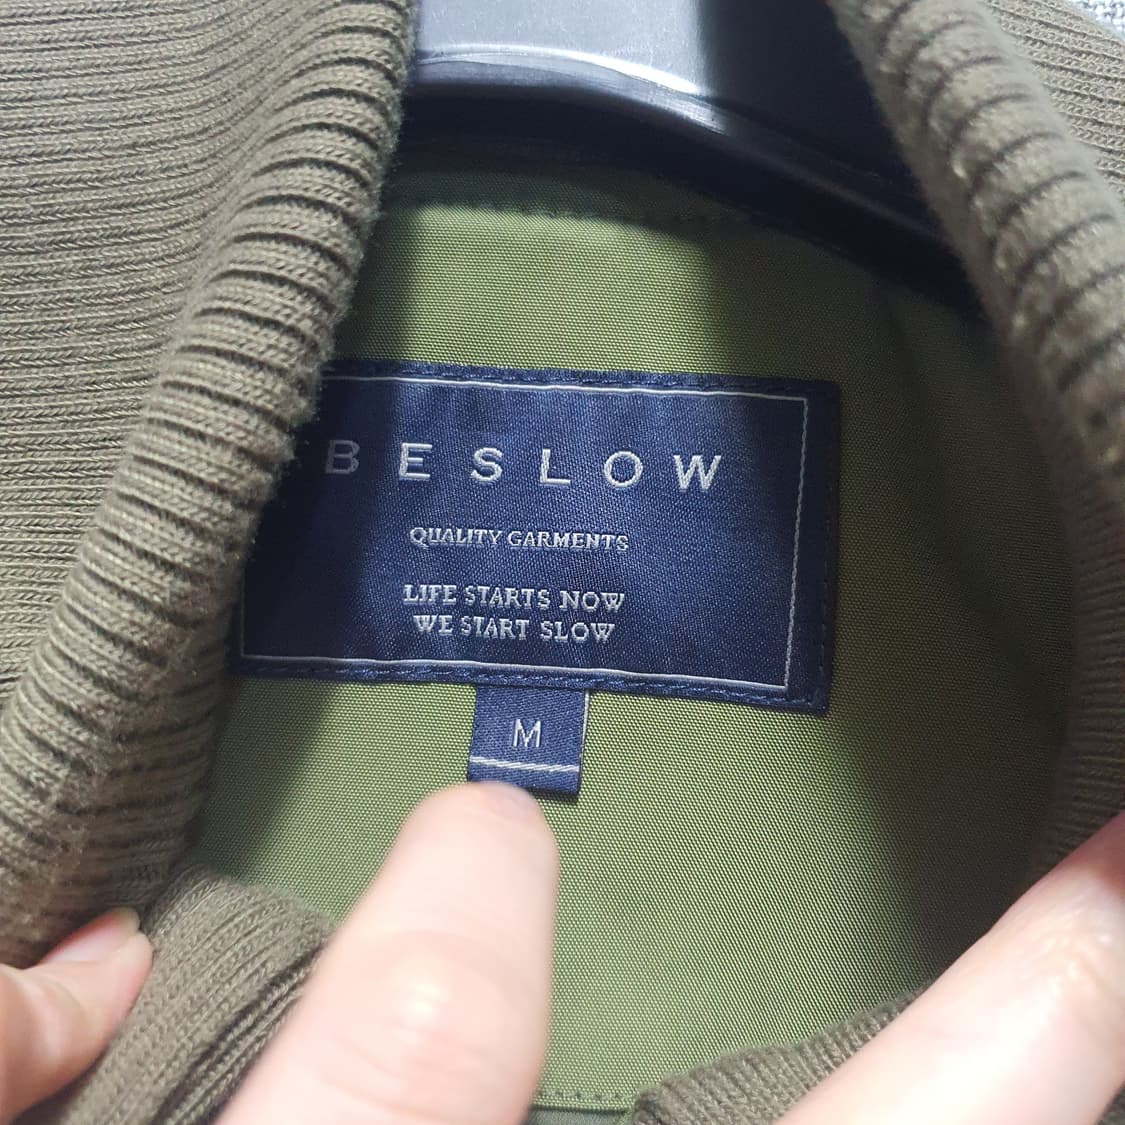 BESLOW
QUALITY GARMENTS
LIFE STARTS NOW
WE START SLOW
M